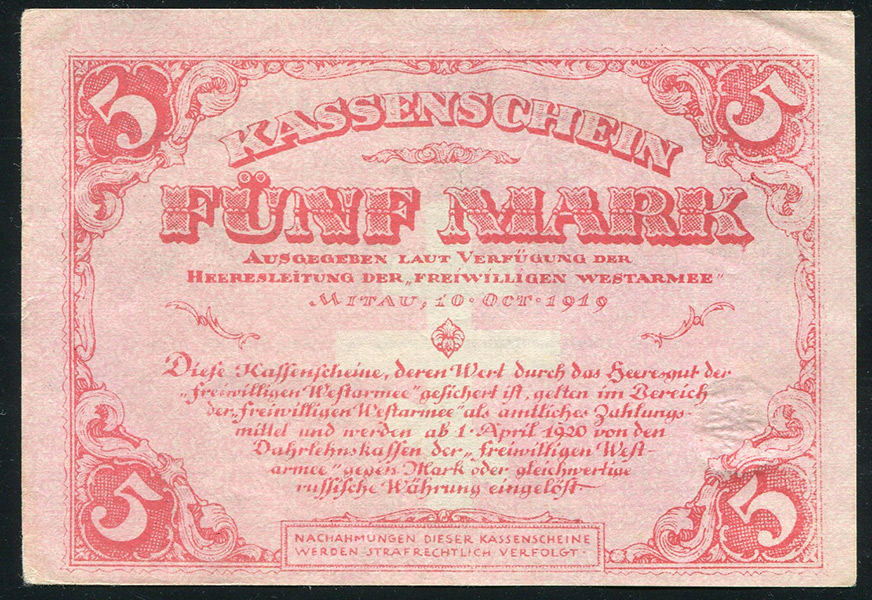 5 5
KASSENSCHEIN
FÜNF MARK
AUSGEGEBEN LAUT VERFÜGUNG DER
HEERESLEITUNG DER „FREIWILLIGEN WESTARMEE"
MITAU, 10·OCT·1919
Diese Kassenscheine, deren Wert durch das Heeresgut der
„freiwilligen Westarmee" gesichert ist, gelten im Bereich
der „freiwilligen Westarmee" als amtliches Zahlungs-
mittel und werden ab 1·April 1920 von den
Dahrlehnskassen der „freiwilligen West-
armee" gegen Mark oder gleichwertige
russische Währung eingelöst·
5 5
NACHAHMUNGEN DIESER KASSENSCHEINE
WERDEN STRAFRECHTLICH VERFOLGT·